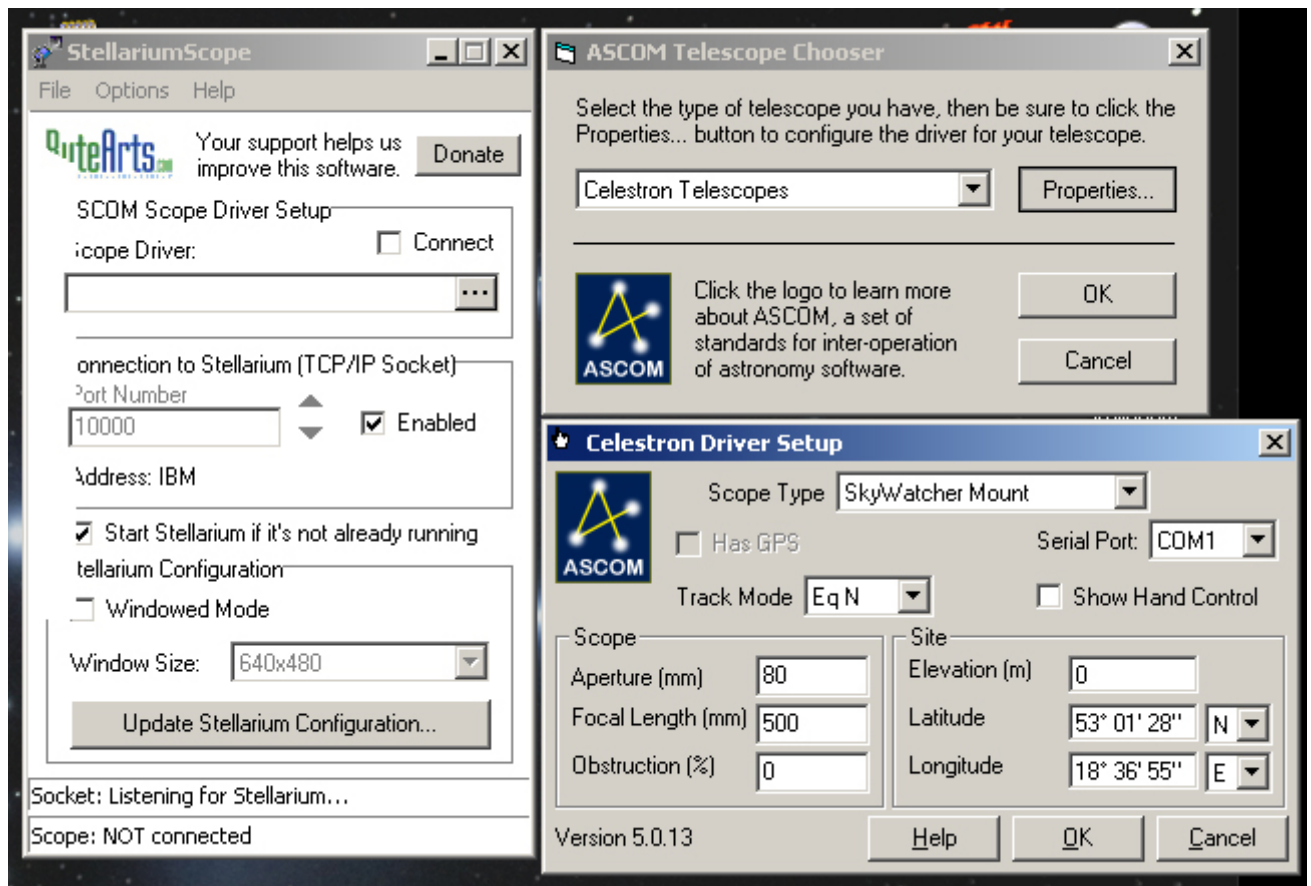 StellariumScope
File Options Help
QuteArts.com
Your support helps us
improve this software.
Donate
SCOM Scope Driver Setup
cope Driver:
Connect
...
onnection to Stellarium (TCP/IP Socket)
Port Number
10000
Enabled
Address: IBM
Start Stellarium if it's not already running
tellarium Configuration
Windowed Mode
Window Size: 640x480
Update Stellarium Configuration...
Socket: Listening for Stellarium...
Scope: NOT connected
ASCOM Telescope Chooser
Select the type of telescope you have, then be sure to click the
Properties... button to configure the driver for your telescope.
Celestron Telescopes
Properties...
ASCOM
Click the logo to learn more
about ASCOM, a set of
standards for inter-operation
of astronomy software.
OK
Cancel
Celestron Driver Setup
ASCOM
Scope Type SkyWatcher Mount
Has GPS
Serial Port: COM1
Track Mode Eq N
Show Hand Control
Scope
Aperture (mm) 80
Focal Length (mm) 500
Obstruction (%) 0
Site
Elevation (m) 0
Latitude 53° 01' 28'' N
Longitude 18° 36' 55'' E
Version 5.0.13
Help
OK
Cancel